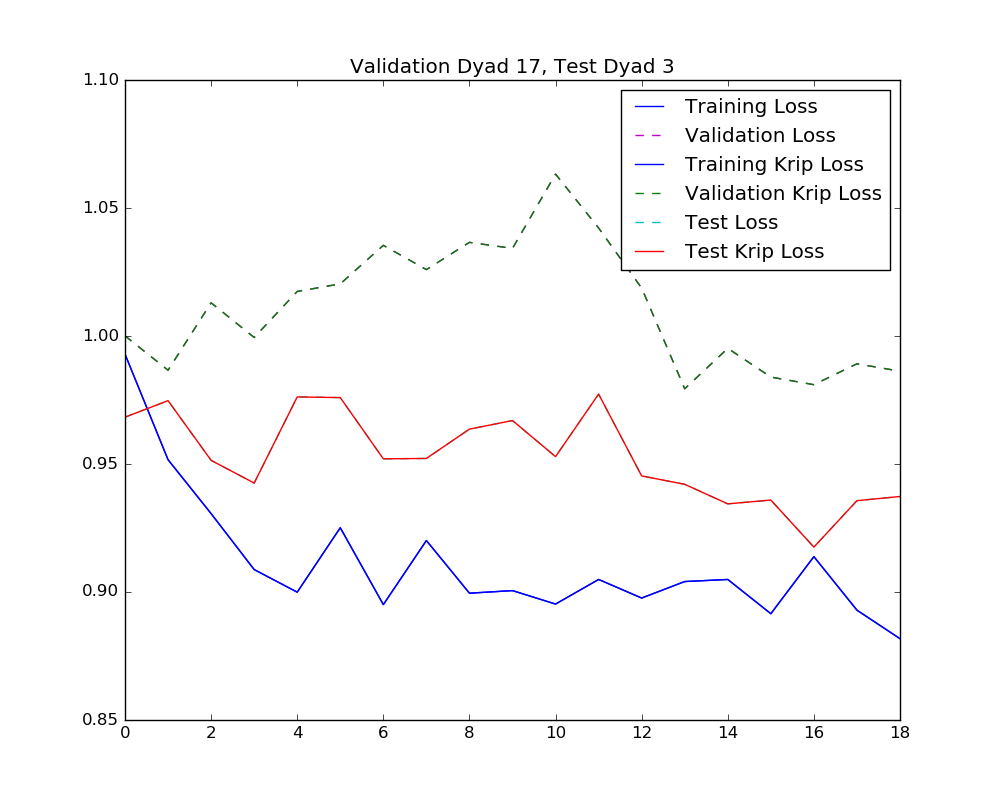 Validation Dyad 17, Test Dyad 3
1.10
1.05
1.00
0.95
0.90
0.85
0 2 4 6 8 10 12 14 16 18
Training Loss
Validation Loss
Training Krip Loss
Validation Krip Loss
Test Loss
Test Krip Loss